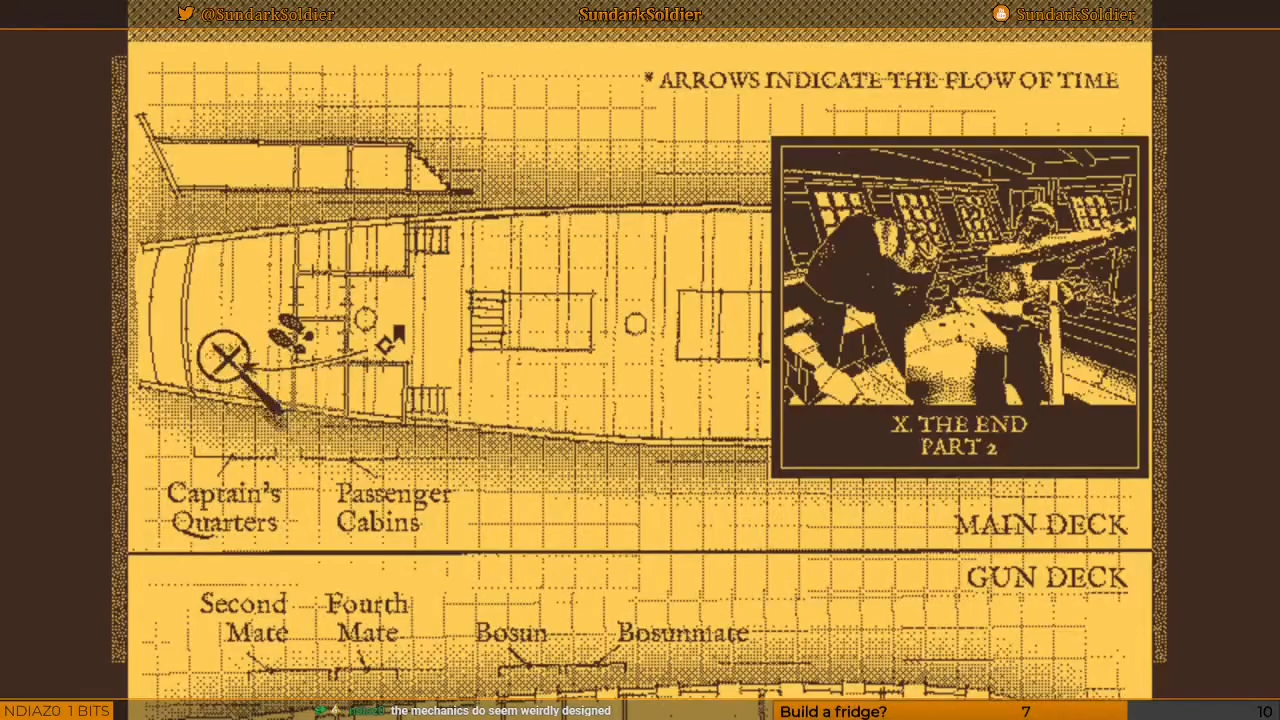 @SundarkSoldier SundarkSoldier SundarkSoldier
* ARROWS INDICATE THE FLOW OF TIME
X. THE END
PART 2
Captain's
Quarters
Passenger
Cabins
MAIN DECK
GUN DECK
Second
Mate
Fourth
Mate
Bosun
Bosunmate
NDIAZ0 1 BITS
the mechanics do seem weirdly designed
Build a fridge? 7 10